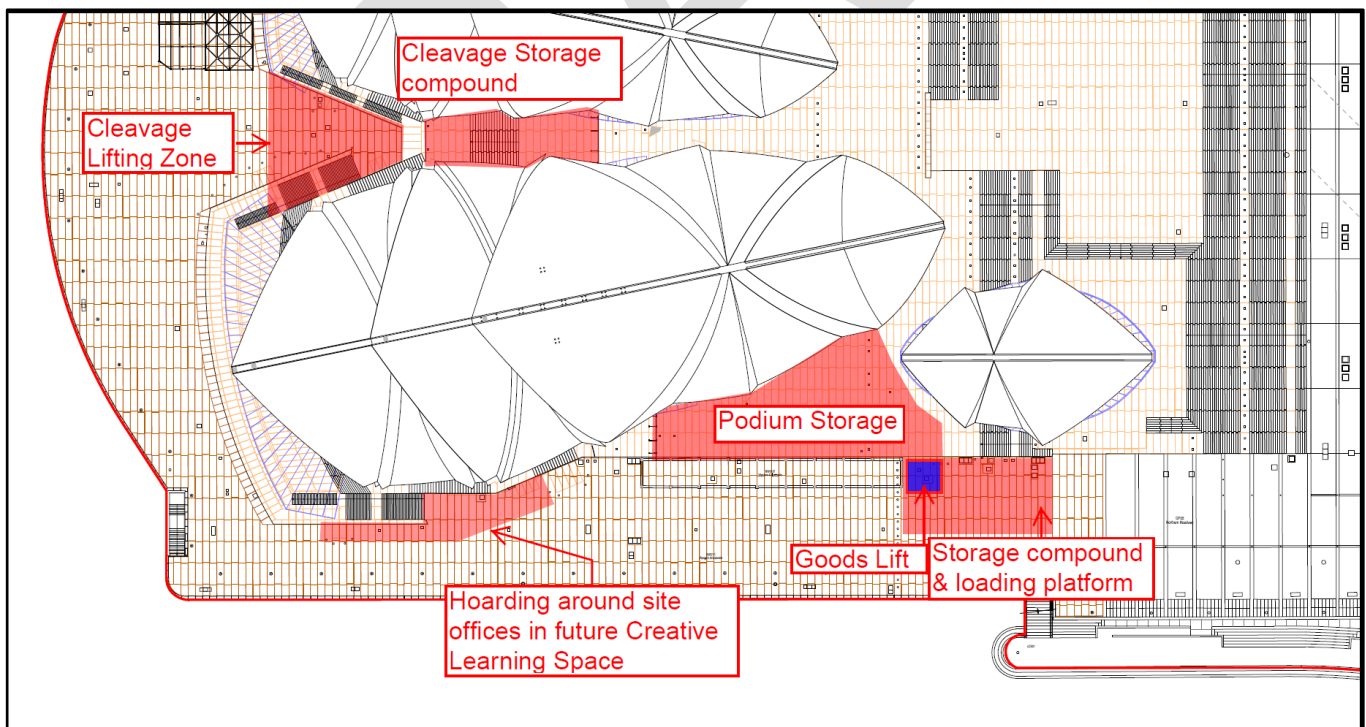 Cleavage Storage
compound
Cleavage
Lifting Zone
Podium Storage
Goods Lift
Storage compound
& loading platform
Hoarding around site
offices in future Creative
Learning Space